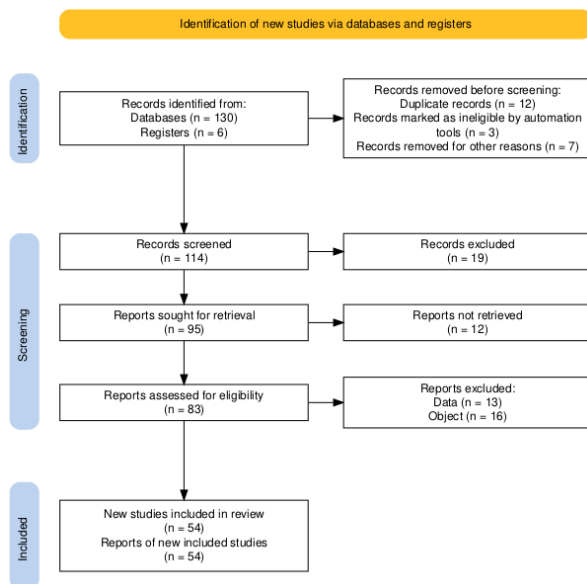 Identification of new studies via databases and registers
Identification
Records identified from:
Databases (n = 130)
Registers (n = 6)
Records removed before screening:
Duplicate records (n = 12)
Records marked as ineligible by automation
tools (n = 3)
Records removed for other reasons (n = 7)
Screening
Records screened
(n = 114)
Records excluded
(n = 19)
Reports sought for retrieval
(n = 95)
Reports not retrieved
(n = 12)
Reports assessed for eligibility
(n = 83)
Reports excluded:
Data (n = 13)
Object (n = 16)
Included
New studies included in review
(n = 54)
Reports of new included studies
(n = 54)